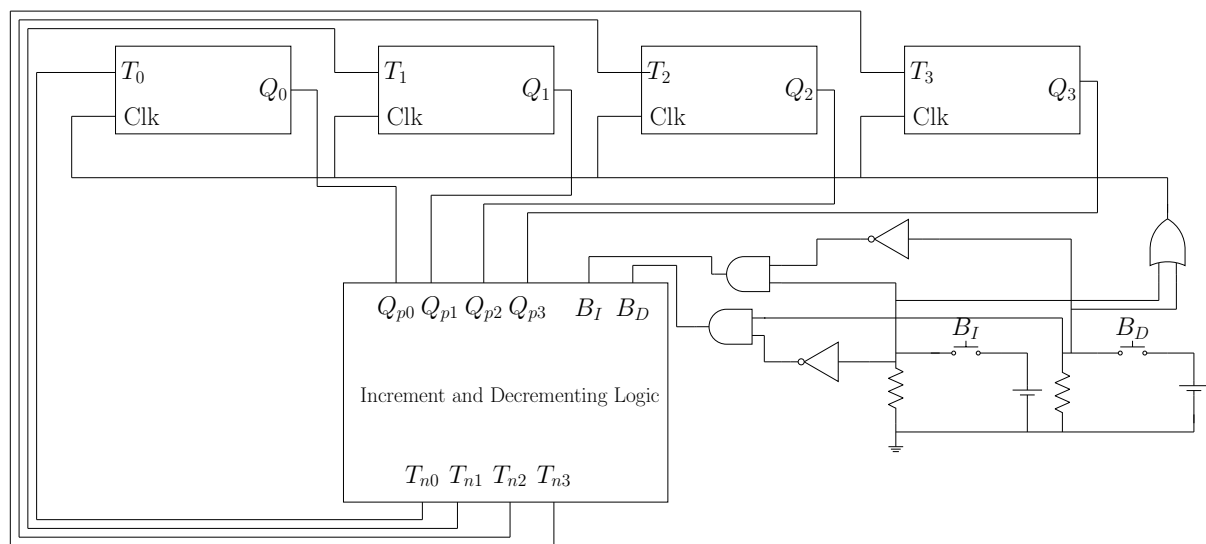 T0 Q0 T1 Q1 T2 Q2 T3 Q3
Clk Clk Clk Clk
Qp0 Qp1 Qp2 Qp3 BI BD
BI BD
Increment and Decrementing Logic
Tn0 Tn1 Tn2 Tn3